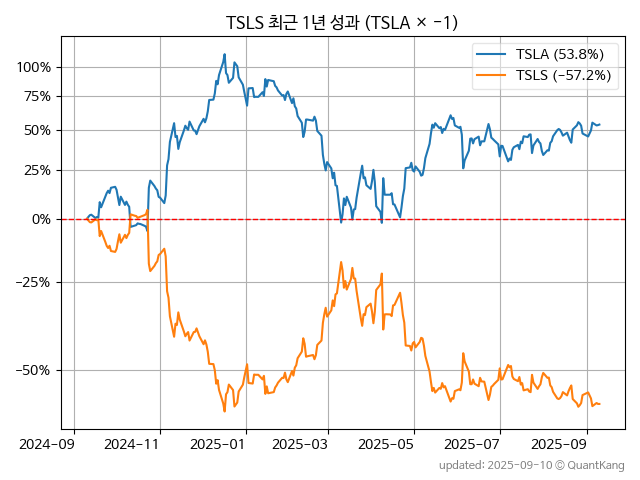 TSLS 최근 1년 성과 (TSLA × −1)
TSLA (53.8%)
TSLS (−57.2%)
100%
75%
50%
25%
0%
−25%
−50%
2024-09 2024-11 2025-01 2025-03 2025-05 2025-07 2025-09
updated: 2025-09-10 © QuantKang